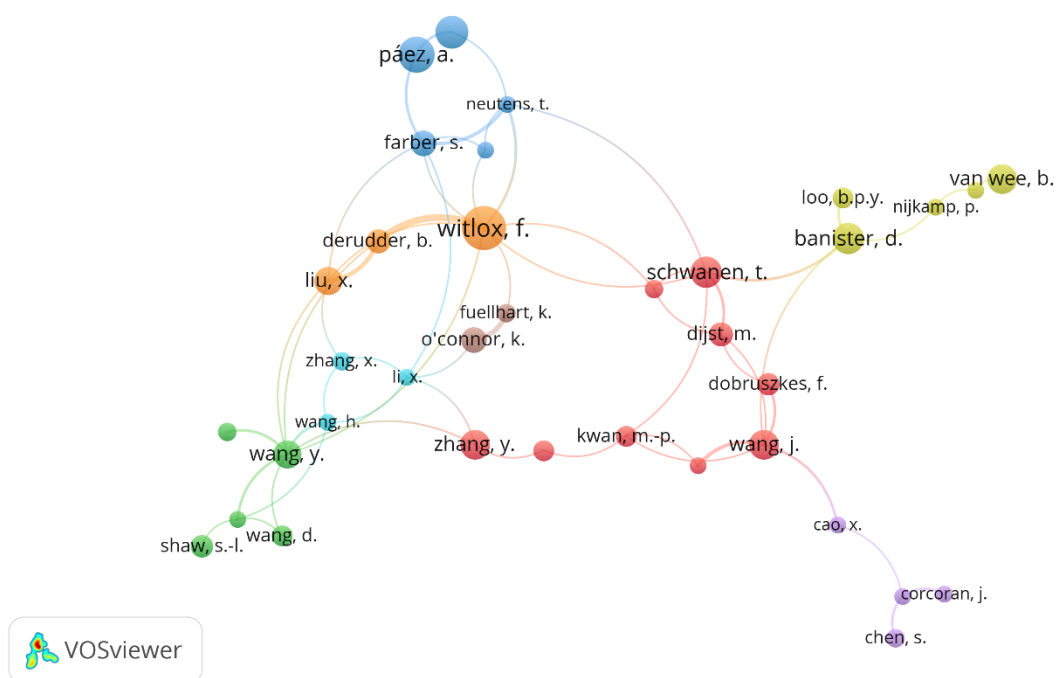 páez, a.
neutens, t.
farber, s.
van wee, b.
loo, b.p.y.
nijkamp, p.
witlox, f.
derudder, b.
banister, d.
schwanen, t.
liu, x.
fuellhart, k.
o'connor, k.
dijst, m.
zhang, x.
li, x.
dobruszkes, f.
wang, h.
kwan, m.-p.
zhang, y.
wang, j.
wang, y.
cao, x.
wang, d.
shaw, s.-l.
corcoran, j.
chen, s.
VOSviewer